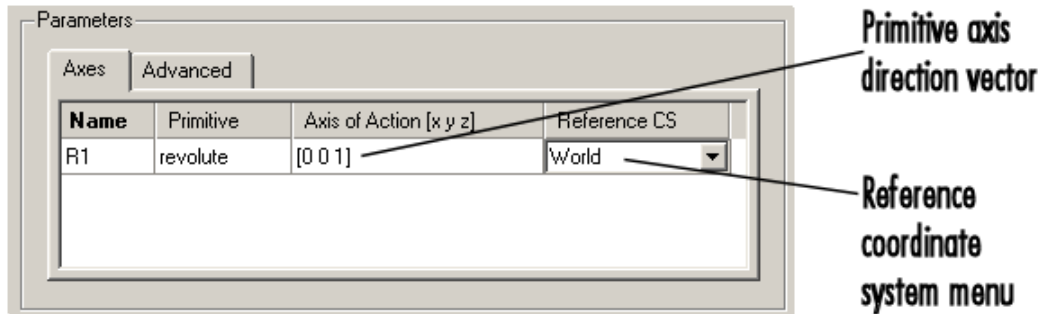 Parameters
Axes
Advanced
Name Primitive Axis of Action [x y z] Reference CS
R1 revolute [0 0 1] World
Primitive axis
direction vector
Reference
coordinate
system menu